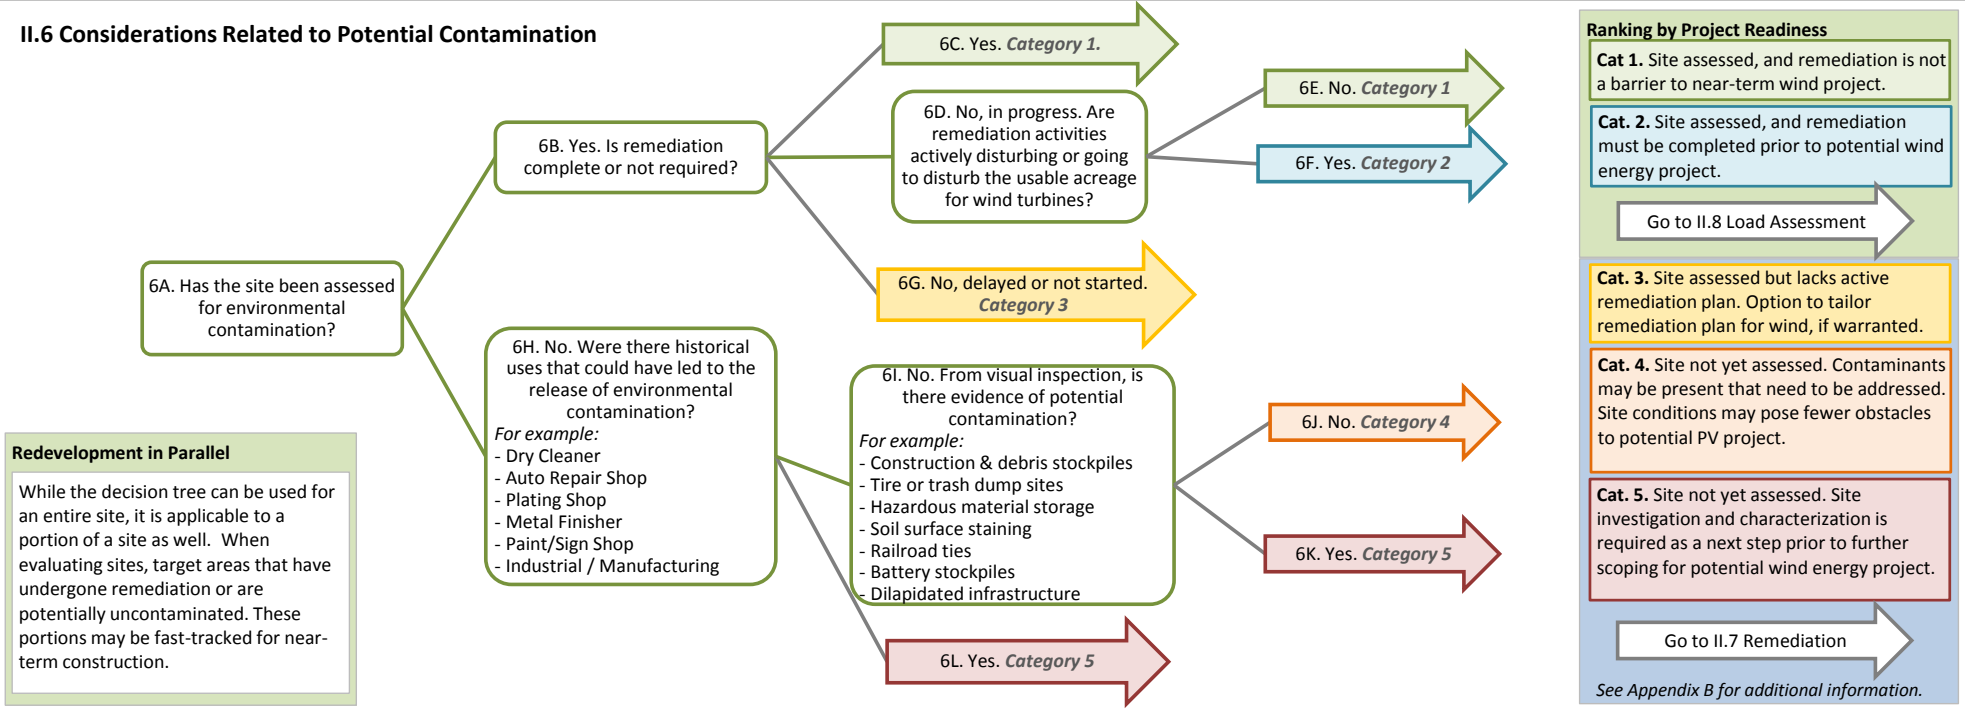 II.6 Considerations Related to Potential Contamination
6A. Has the site been assessed
for environmental
contamination?
6B. Yes. Is remediation
complete or not required?
6C. Yes. Category 1.
6D. No, in progress. Are
remediation activities
actively disturbing or going
to disturb the usable acreage
for wind turbines?
6E. No. Category 1
6F. Yes. Category 2
6G. No, delayed or not started.
Category 3
6H. No. Were there historical
uses that could have led to the
release of environmental
contamination?
For example:
- Dry Cleaner
- Auto Repair Shop
- Plating Shop
- Metal Finisher
- Paint/Sign Shop
- Industrial / Manufacturing
6I. No. From visual inspection, is
there evidence of potential
contamination?
For example:
- Construction & debris stockpiles
- Tire or trash dump sites
- Hazardous material storage
- Soil surface staining
- Railroad ties
- Battery stockpiles
- Dilapidated infrastructure
6J. No. Category 4
6K. Yes. Category 5
6L. Yes. Category 5
Redevelopment in Parallel
While the decision tree can be used for
an entire site, it is applicable to a
portion of a site as well.  When
evaluating sites, target areas that have
undergone remediation or are
potentially uncontaminated. These
portions may be fast-tracked for near-
term construction.
Ranking by Project Readiness
Cat 1. Site assessed, and remediation is not
a barrier to near-term wind project.
Cat. 2. Site assessed, and remediation
must be completed prior to potential wind
energy project.
Go to II.8 Load Assessment
Cat. 3. Site assessed but lacks active
remediation plan. Option to tailor
remediation plan for wind, if warranted.
Cat. 4. Site not yet assessed. Contaminants
may be present that need to be addressed.
Site conditions may pose fewer obstacles
to potential PV project.
Cat. 5. Site not yet assessed. Site
investigation and characterization is
required as a next step prior to further
scoping for potential wind energy project.
Go to II.7 Remediation
See Appendix B for additional information.